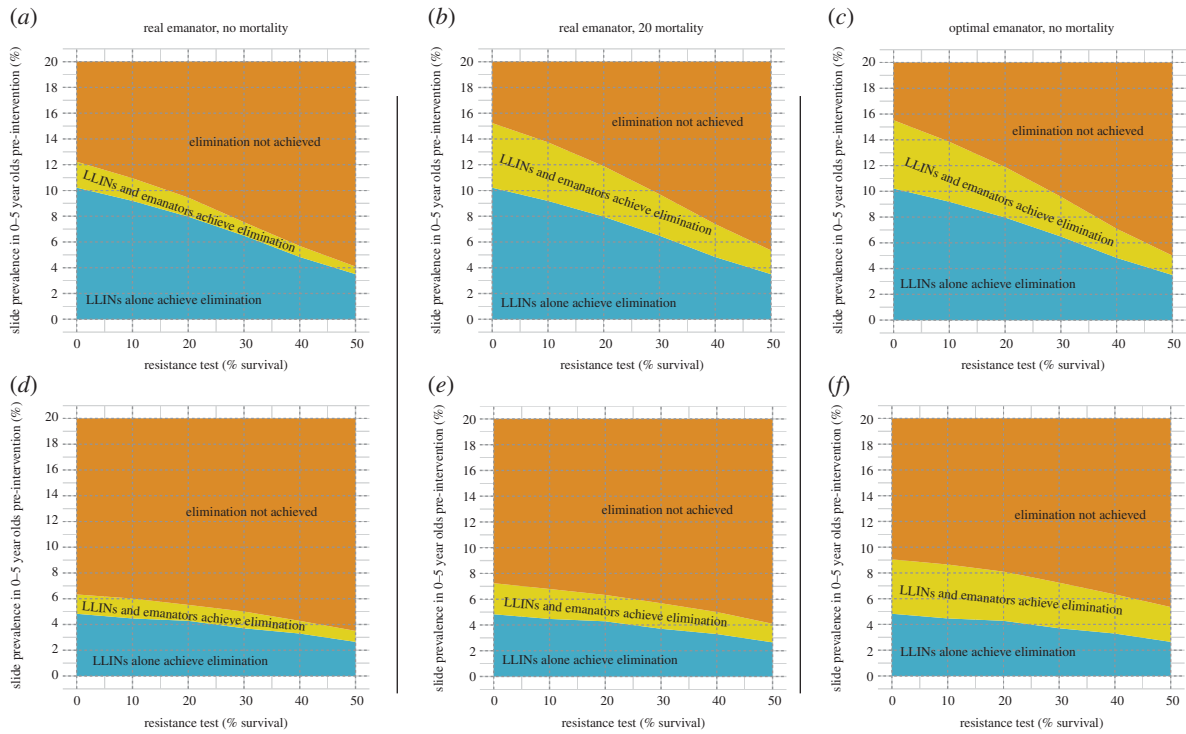 (a)
real emanator, no mortality
slide prevalence in 0–5 year olds pre-intervention (%)
20
18
16
14
12
10
8
6
4
2
0
elimination not achieved
LLINs and emanators achieve elimination
LLINs alone achieve elimination
0 10 20 30 40 50
resistance test (% survival)
(b)
real emanator, 20 mortality
slide prevalence in 0–5 year olds pre-intervention (%)
20
18
16
14
12
10
8
6
4
2
0
elimination not achieved
LLINs and emanators achieve elimination
LLINs alone achieve elimination
0 10 20 30 40 50
resistance test (% survival)
(c)
optimal emanator, no mortality
slide prevalence in 0–5 year olds pre-intervention (%)
20
18
16
14
12
10
8
6
4
2
0
elimination not achieved
LLINs and emanators achieve elimination
LLINs alone achieve elimination
0 10 20 30 40 50
resistance test (% survival)
(d)
slide prevalence in 0–5 year olds pre-intervention (%)
20
18
16
14
12
10
8
6
4
2
0
elimination not achieved
LLINs and emanators achieve elimination
LLINs alone achieve elimination
0 10 20 30 40 50
resistance test (% survival)
(e)
slide prevalence in 0–5 year olds pre-intervention (%)
20
18
16
14
12
10
8
6
4
2
0
elimination not achieved
LLINs and emanators achieve elimination
LLINs alone achieve elimination
0 10 20 30 40 50
resistance test (% survival)
(f)
slide prevalence in 0–5 year olds pre-intervention (%)
20
18
16
14
12
10
8
6
4
2
0
elimination not achieved
LLINs and emanators achieve elimination
LLINs alone achieve elimination
0 10 20 30 40 50
resistance test (% survival)